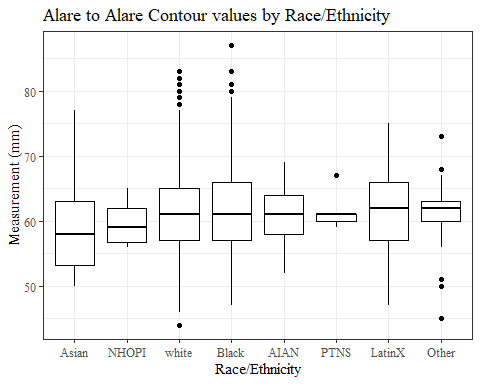 Alare to Alare Contour values by Race/Ethnicity
Measurement (mm)
80
70
60
50
Asian NHOPI white Black AIAN PTNS LatinX Other
Race/Ethnicity